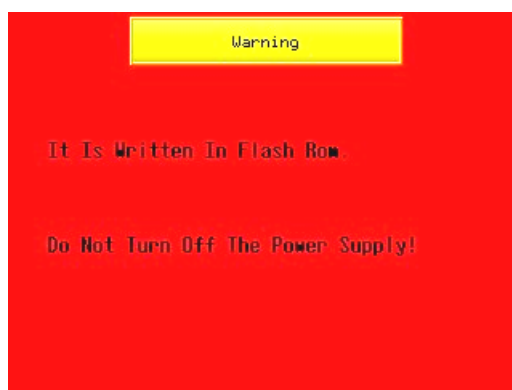 Warning
It Is Written In Flash Rom.
Do Not Turn Off The Power Supply!